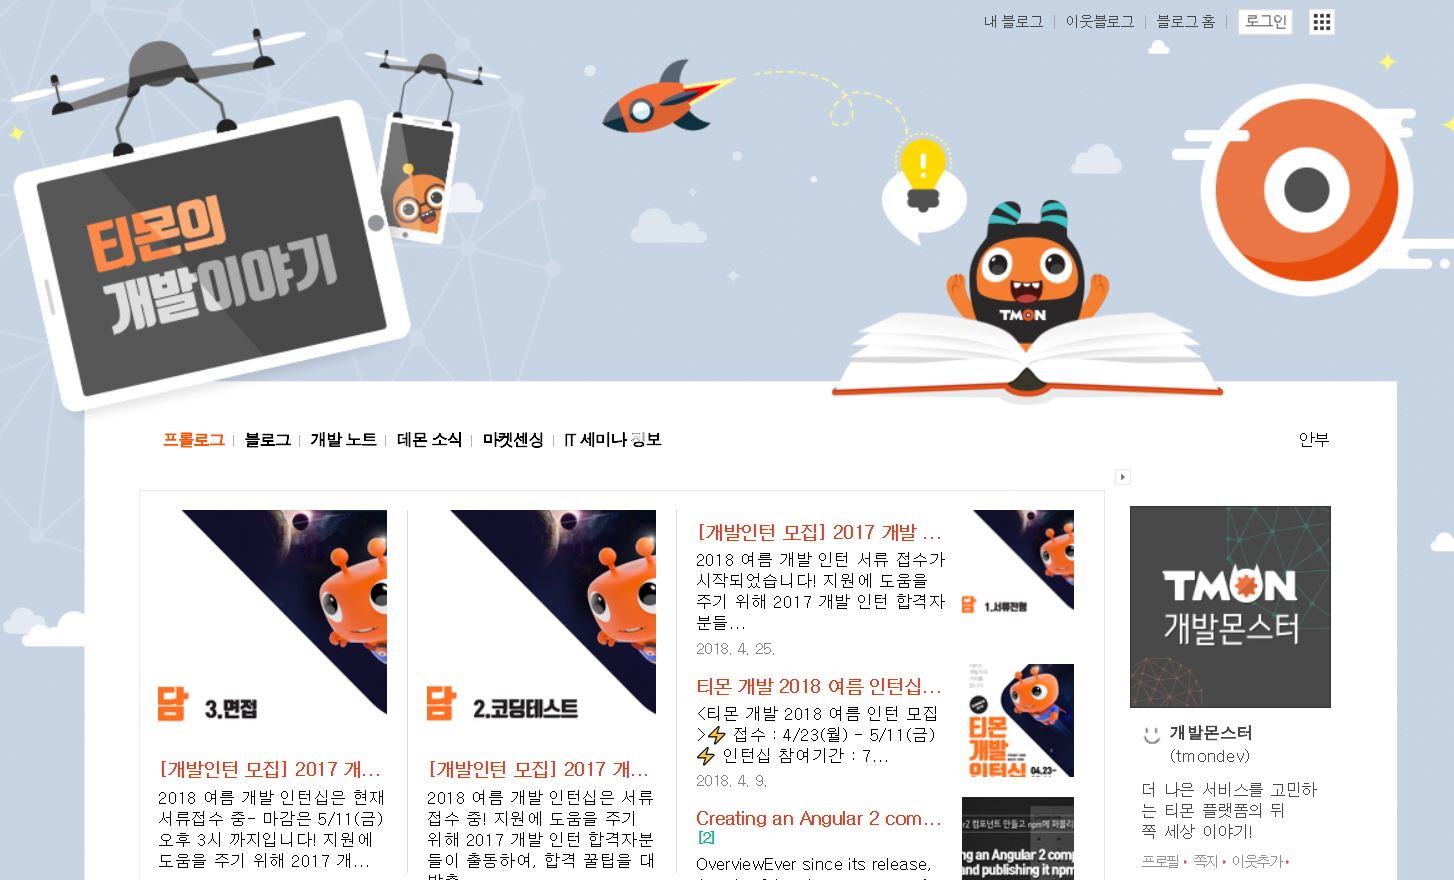 내 블로그 이웃블로그 블로그 홈 로그인
티몬의
개발이야기
TMON
프롤로그 블로그 개발 노트 데몬 소식 마켓센싱 IT 세미나 정보 안부
담 3.면접
[개발인턴 모집] 2017 개...
2018 여름 개발 인턴십은 현재
서류접수 중- 마감은 5/11(금)
오후 3시 까지입니다! 지원에
도움을 주기 위해 2017 개...
담 2.코딩테스트
[개발인턴 모집] 2017 개...
2018 여름 개발 인턴십은 서류
접수 중! 지원에 도움을 주기
위해 2017 개발 인턴 합격자분
들이 출동하여, 합격 꿀팁을 대
[개발인턴 모집] 2017 개발 ...
2018 여름 개발 인턴 서류 접수가
시작되었습니다! 지원에 도움을
주기 위해 2017 개발 인턴 합격자
분들...
2018. 4. 25.
담 1.서류전형
티몬 개발 2018 여름 인턴십...
<티몬 개발 2018 여름 인턴 모집
>⚡ 접수 : 4/23(월) - 5/11(금)
⚡ 인턴십 참여기간 : 7...
2018. 4. 9.
티몬
개발
인턴십
04.23~
Creating an Angular 2 com...
[2]
OverviewEver since its release,
r2 컴포넌트 만들고 npm에 퍼블리
ng an Angular 2 comp
and publishing it npm
TMON
개발몬스터
개발몬스터
(tmondev)
더 나은 서비스를 고민하
는 티몬 플랫폼의 뒤
쪽 세상 이야기!
프로필 쪽지 이웃추가